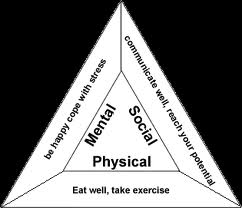 be happy cope with stress
communicate well, reach your potential
Mental
Social
Physical
Eat well, take exercise